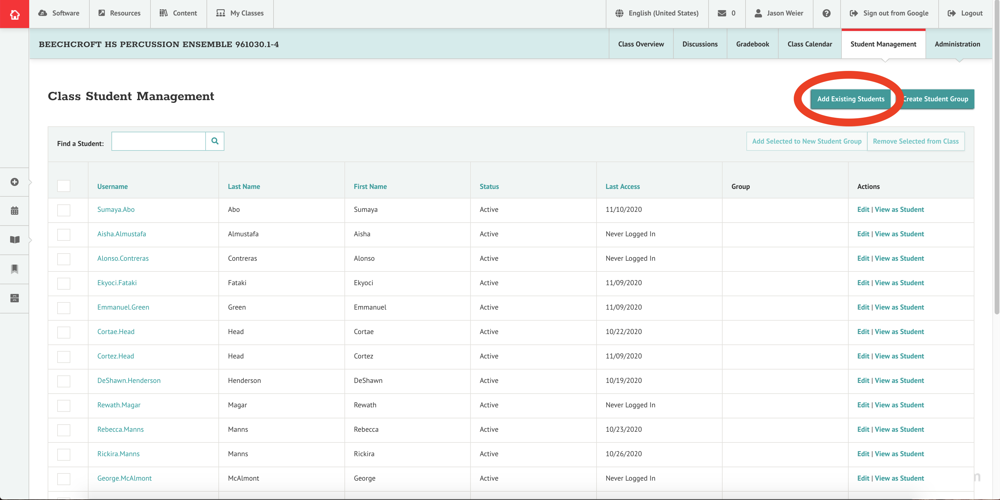 Software Resources Content My Classes English (United States) 0 Jason Weier Sign out from Google Logout
BEECHCROFT HS PERCUSSION ENSEMBLE 961030.1-4 Class Overview Discussions Gradebook Class Calendar Student Management Administration
Class Student Management Add Existing Students Create Student Group
Find a Student: Add Selected to New Student Group Remove Selected from Class
Username Last Name First Name Status Last Access Group Actions
Sumaya.Abo Abo Sumaya Active 11/10/2020 Edit | View as Student
Aisha.Almustafa Almustafa Aisha Active Never Logged In Edit | View as Student
Alonso.Contreras Contreras Alonso Active Never Logged In Edit | View as Student
Ekyoci.Fataki Fataki Ekyoci Active 11/09/2020 Edit | View as Student
Emmanuel.Green Green Emmanuel Active 11/09/2020 Edit | View as Student
Cortae.Head Head Cortae Active 10/22/2020 Edit | View as Student
Cortez.Head Head Cortez Active 11/09/2020 Edit | View as Student
DeShawn.Henderson Henderson DeShawn Active 10/19/2020 Edit | View as Student
Rewath.Magar Magar Rewath Active Never Logged In Edit | View as Student
Rebecca.Manns Manns Rebecca Active 10/23/2020 Edit | View as Student
Rickira.Manns Manns Rickira Active 10/26/2020 Edit | View as Student
George.McAlmont McAlmont George Active Never Logged In Edit | View as Student